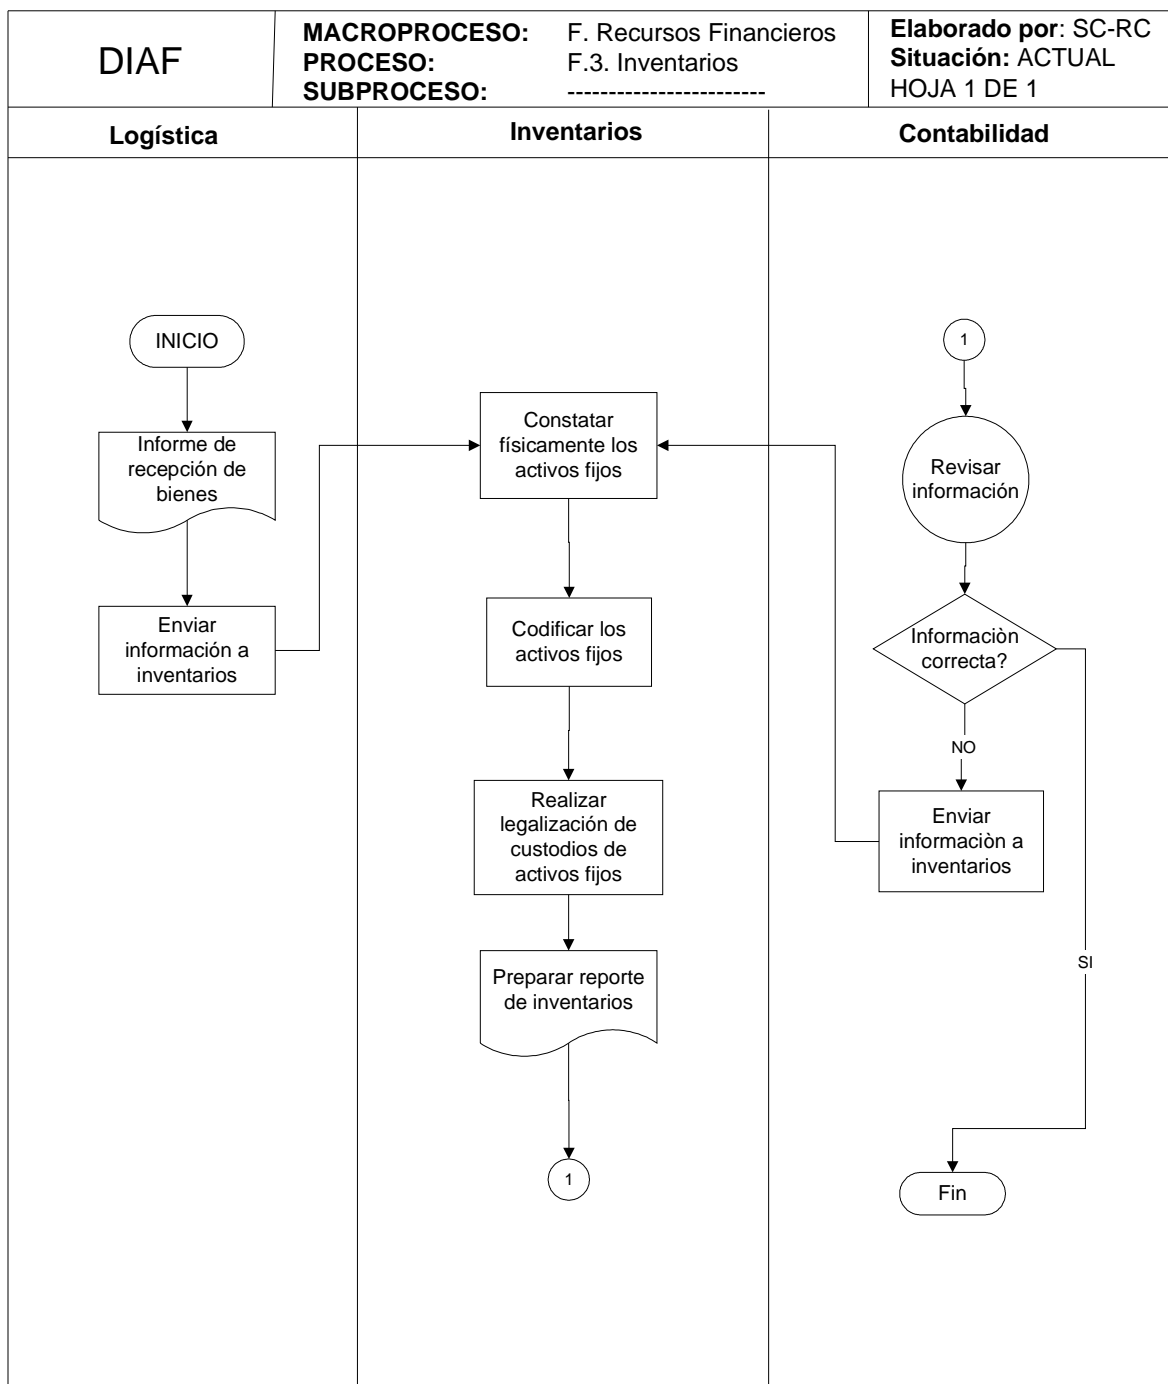 DIAF
MACROPROCESO: F. Recursos Financieros
PROCESO: F.3. Inventarios
SUBPROCESO: ------------------------
Elaborado por: SC-RC
Situación: ACTUAL
HOJA 1 DE 1
Logística
Inventarios
Contabilidad
INICIO
Informe de
recepción de
bienes
Enviar
información a
inventarios
Constatar
físicamente los
activos fijos
Codificar los
activos fijos
Realizar
legalización de
custodios de
activos fijos
Preparar reporte
de inventarios
1
1
Revisar
información
Informaciòn
correcta?
NO
Enviar
informaciòn a
inventarios
SI
Fin